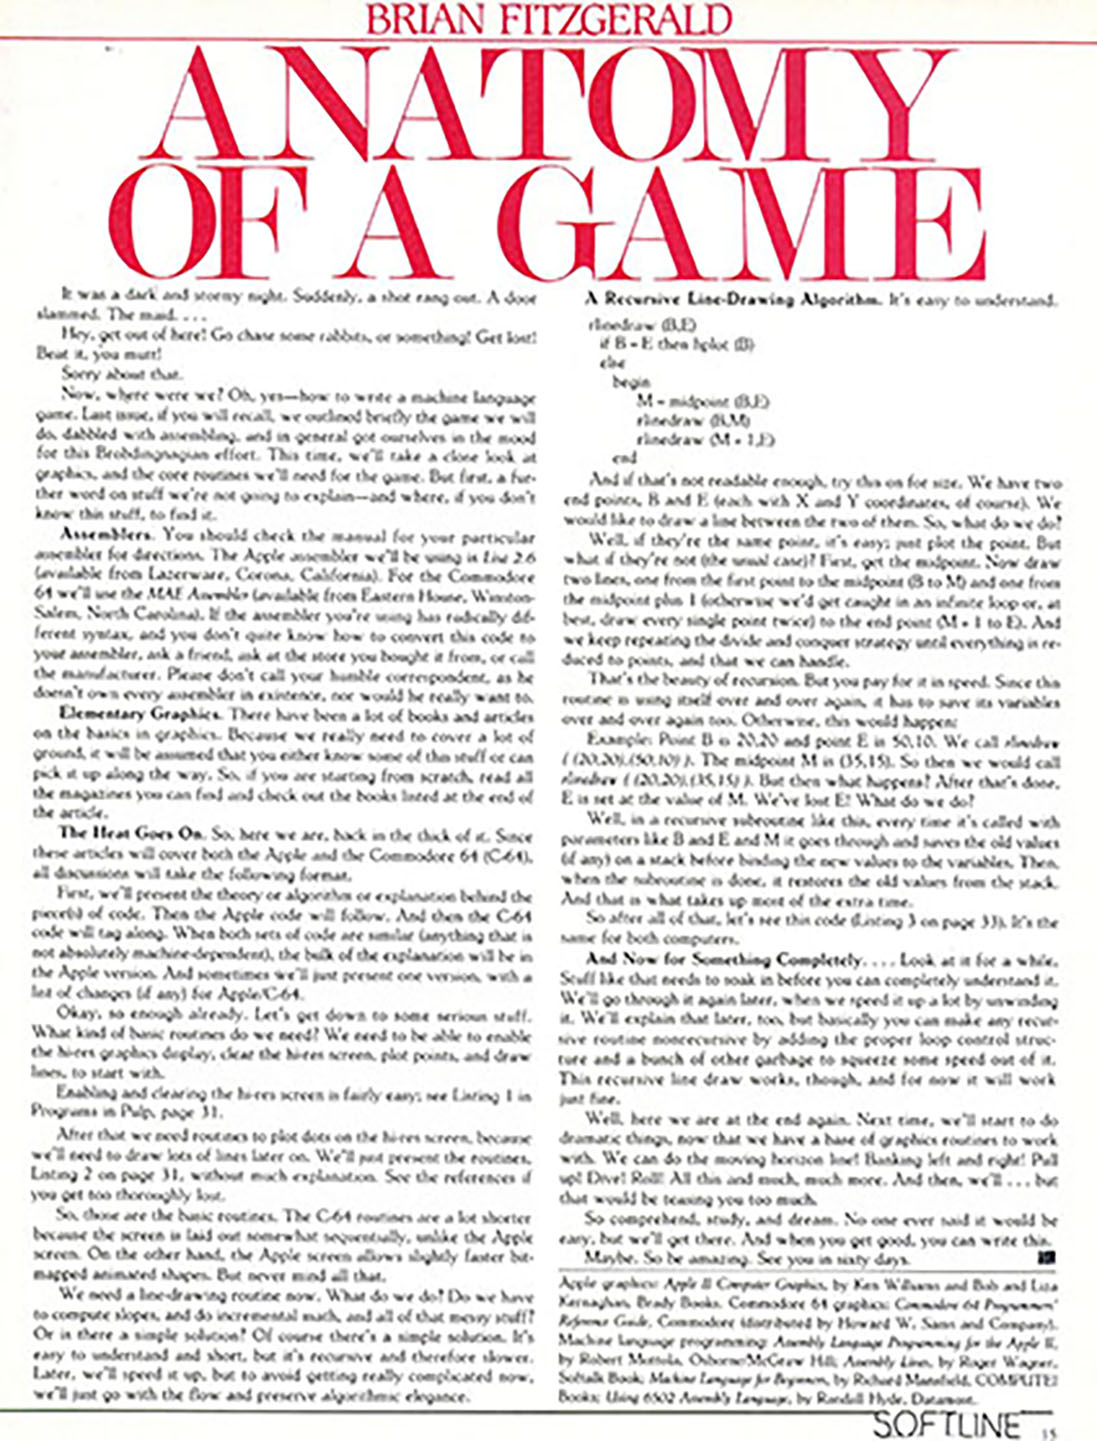 BRIAN FITZGERALD
ANATOMY
OF A GAME
It was a dark and stormy night. Suddenly, a shot rang out. A door
slammed. The maid. . . .
Hey, get out of here! Go chase some rabbits, or something! Get lost!
Beat it, you mutt!
Sorry about that.
Now, where were we? Oh, yes—how to write a machine language
game. Last issue, if you will recall, we outlined briefly the game we will
do, dabbled with assembling, and in general got ourselves in the mood
for this Brobdingnagian effort. This time, we'll take a close look at
graphics, and the core routines we'll need for the game. But first, a fur-
ther word on stuff we're not going to explain—and where, if you don't
know this stuff, to find it.
Assemblers. You should check the manual for your particular
assembler for directions. The Apple assembler we'll be using is Lisa 2.6
(available from Lazerware, Corona, California). For the Commodore
64 we'll use the MAE Assembler (available from Eastern House, Winston-
Salem, North Carolina). If the assembler you're using has radically dif-
ferent syntax, and you don't quite know how to convert this code to
your assembler, ask a friend, ask at the store you bought it from, or call
the manufacturer. Please don't call your humble correspondent, as he
doesn't own every assembler in existence, nor would he really want to.
Elementary Graphics. There have been a lot of books and articles
on the basics in graphics. Because we really need to cover a lot of
ground, it will be assumed that you either know some of this stuff or can
pick it up along the way. So, if you are starting from scratch, read all
the magazines you can find and check out the books listed at the end of
the article.
The Heat Goes On. So, here we are, back in the thick of it. Since
these articles will cover both the Apple and the Commodore 64 (C-64),
all discussions will take the following format.
First, we'll present the theory or algorithm or explanation behind the
piece(s) of code. Then the Apple code will follow. And then the C-64
code will tag along. When both sets of code are similar (anything that is
not absolutely machine-dependent), the bulk of the explanation will be in
the Apple version. And sometimes we'll just present one version, with a
list of changes (if any) for Apple/C-64.
Okay, so enough already. Let's get down to some serious stuff.
What kind of basic routines do we need? We need to be able to enable
the hi-res graphics display, clear the hi-res screen, plot points, and draw
lines, to start with.
Enabling and clearing the hi-res screen is fairly easy; see Listing 1 in
Programs in Pulp, page 31.
After that we need routines to plot dots on the hi-res screen, because
we'll need to draw lots of lines later on. We'll just present the routines,
Listing 2 on page 31, without much explanation. See the references if
you get too thoroughly lost.
So, those are the basic routines. The C-64 routines are a lot shorter
because the screen is laid out somewhat sequentially, unlike the Apple
screen. On the other hand, the Apple screen allows slightly faster bit-
mapped animated shapes. But never mind all that.
We need a line-drawing routine now. What do we do? Do we have
to compute slopes, and do incremental math, and all of that messy stuff?
Or is there a simple solution? Of course there's a simple solution. It's
easy to understand and short, but it's recursive and therefore slower.
Later, we'll speed it up, but to avoid getting really complicated now,
we'll just go with the flow and preserve algorithmic elegance.
A Recursive Line-Drawing Algorithm. It's easy to understand.
rlinedraw (B,E)
if B = E then hplot (B)
else
begin
M = midpoint (B,E)
rlinedraw (B,M)
rlinedraw (M + 1,E)
end
And if that's not readable enough, try this on for size. We have two
end points, B and E (each with X and Y coordinates, of course). We
would like to draw a line between the two of them. So, what do we do?
Well, if they're the same point, it's easy; just plot the point. But
what if they're not (the usual case)? First, get the midpoint. Now draw
two lines, one from the first point to the midpoint (B to M) and one from
the midpoint plus 1 (otherwise we'd get caught in an infinite loop or, at
best, draw every single point twice) to the end point (M + 1 to E). And
we keep repeating the divide and conquer strategy until everything is re-
duced to points, and that we can handle.
That's the beauty of recursion. But you pay for it in speed. Since this
routine is using itself over and over again, it has to save its variables
over and over again too. Otherwise, this would happen:
Example: Point B is 20,20 and point E is 50,10. We call rlinedraw
( (20,20),(50,10) ). The midpoint M is (35,15). So then we would call
rlinedraw ( (20,20),(35,15) ). But then what happens? After that's done,
E is set at the value of M. We've lost E! What do we do?
Well, in a recursive subroutine like this, every time it's called with
parameters like B and E and M it goes through and saves the old values
(if any) on a stack before binding the new values to the variables. Then,
when the subroutine is done, it restores the old values from the stack.
And that is what takes up most of the extra time.
So after all of that, let's see this code (Listing 3 on page 33). It's the
same for both computers.
And Now for Something Completely. . . . Look at it for a while.
Stuff like that needs to soak in before you can completely understand it.
We'll go through it again later, when we speed it up a lot by unwinding
it. We'll explain that later, too, but basically you can make any recur-
sive routine nonrecursive by adding the proper loop control struc-
ture and a bunch of other garbage to squeeze some speed out of it.
This recursive line draw works, though, and for now it will work
just fine.
Well, here we are at the end again. Next time, we'll start to do
dramatic things, now that we have a base of graphics routines to work
with. We can do the moving horizon line! Banking left and right! Pull
up! Dive! Roll! All this and much, much more. And then, we'll . . . but
that would be teasing you too much.
So comprehend, study, and dream. No one ever said it would be
easy, but we'll get there. And when you get good, you can write this.
Maybe. So be amazing. See you in sixty days.
Apple graphics: Apple II Computer Graphics, by Ken Williams and Bob and Liza
Kernaghan, Brady Books. Commodore 64 graphics: Commodore 64 Programmers'
Reference Guide, Commodore (distributed by Howard W. Sams and Company).
Machine language programming: Assembly Language Programming for the Apple II,
by Robert Mottola, Osborne/McGraw Hill; Assembly Lines, by Roger Wagner,
Softalk Book; Machine Language for Beginners, by Richard Mansfield, COMPUTE!
Books; Using 6502 Assembly Language, by Randall Hyde, Datamost.
SOFTLINE 15